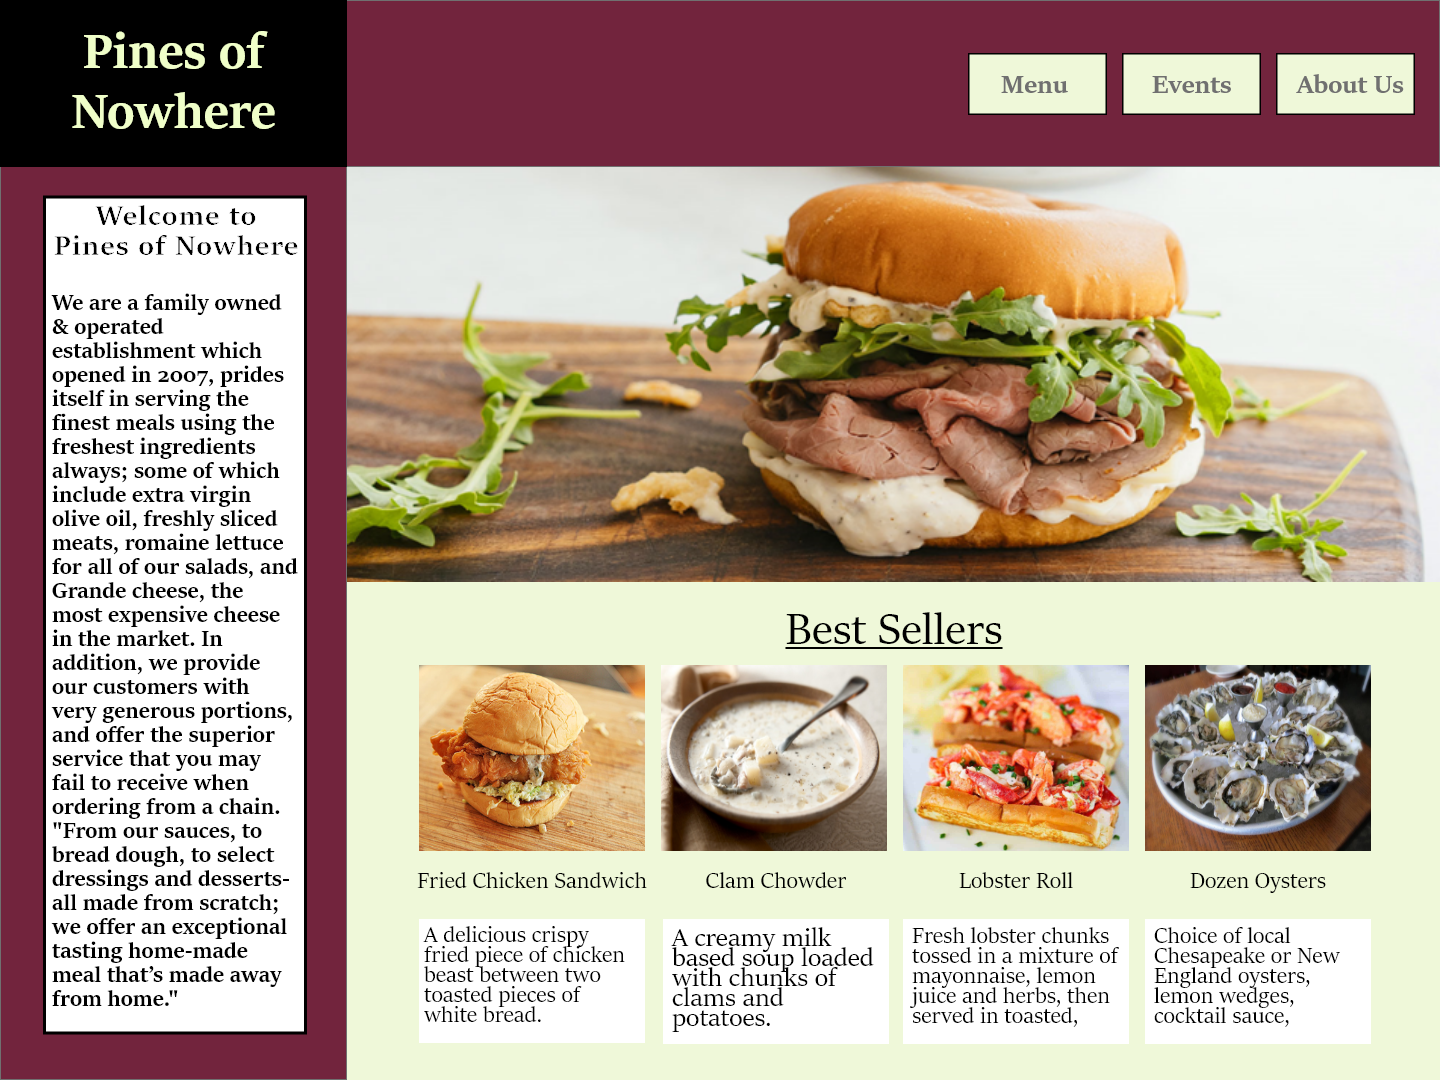 Pines of
Nowhere
Menu
Events
About Us
Welcome to
Pines of Nowhere
We are a family owned
& operated
establishment which
opened in 2007, prides
itself in serving the
finest meals using the
freshest ingredients
always; some of which
include extra virgin
olive oil, freshly sliced
meats, romaine lettuce
for all of our salads, and
Grande cheese, the
most expensive cheese
in the market. In
addition, we provide
our customers with
very generous portions,
and offer the superior
service that you may
fail to receive when
ordering from a chain.
"From our sauces, to
bread dough, to select
dressings and desserts-
all made from scratch;
we offer an exceptional
tasting home-made
meal that’s made away
from home."
Best Sellers
Fried Chicken Sandwich
A delicious crispy
fried piece of chicken
beast between two
toasted pieces of
white bread.
Clam Chowder
A creamy milk
based soup loaded
with chunks of
clams and
potatoes.
Lobster Roll
Fresh lobster chunks
tossed in a mixture of
mayonnaise, lemon
juice and herbs, then
served in toasted,
Dozen Oysters
Choice of local
Chesapeake or New
England oysters,
lemon wedges,
cocktail sauce,